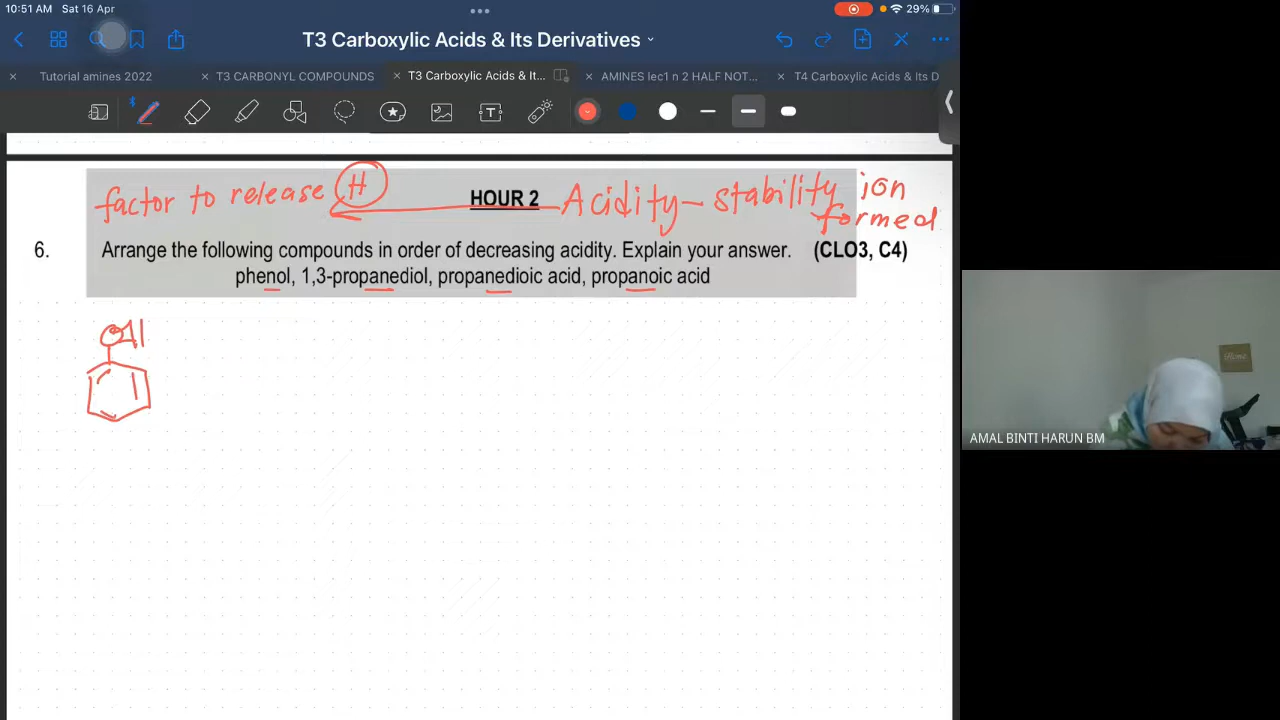 10:51 AM Sat 16 Apr
29%
T3 Carboxylic Acids & Its Derivatives
Tutorial amines 2022
T3 CARBONYL COMPOUNDS
T3 Carboxylic Acids & It...
AMINES lec1 n 2 HALF NOT...
T4 Carboxylic Acids & Its D
T
factor to release H
HOUR 2
Acidity - stability ion formed
6. Arrange the following compounds in order of decreasing acidity. Explain your answer. (CLO3, C4)
phenol, 1,3-propanediol, propanedioic acid, propanoic acid
OH
Home
AMAL BINTI HARUN BM